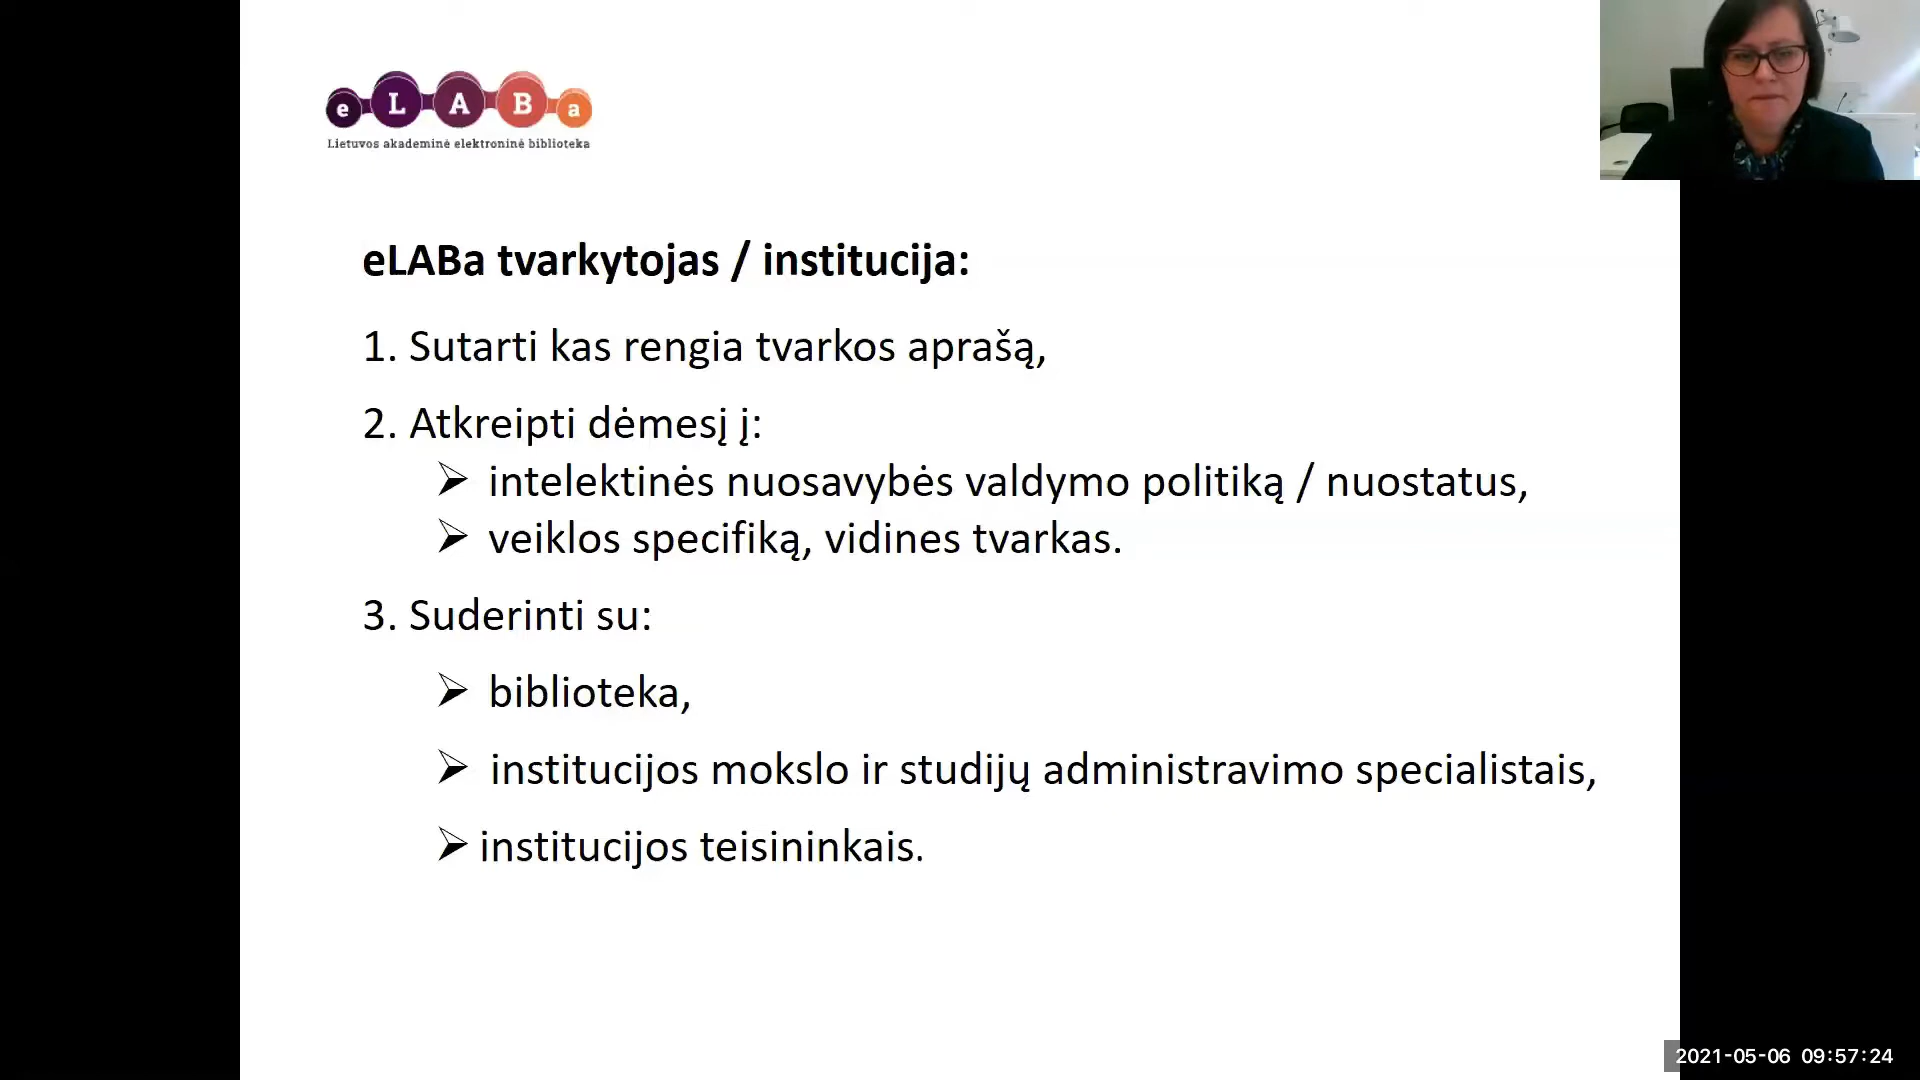 eLABa
Lietuvos akademinė elektroninė biblioteka
eLABa tvarkytojas / institucija:
1. Sutarti kas rengia tvarkos aprašą,
2. Atkreipti dėmesį į:
➢ intelektinės nuosavybės valdymo politiką / nuostatus,
➢ veiklos specifiką, vidines tvarkas.
3. Suderinti su:
➢ biblioteka,
➢ institucijos mokslo ir studijų administravimo specialistais,
➢ institucijos teisininkais.
2021-05-06 09:57:24